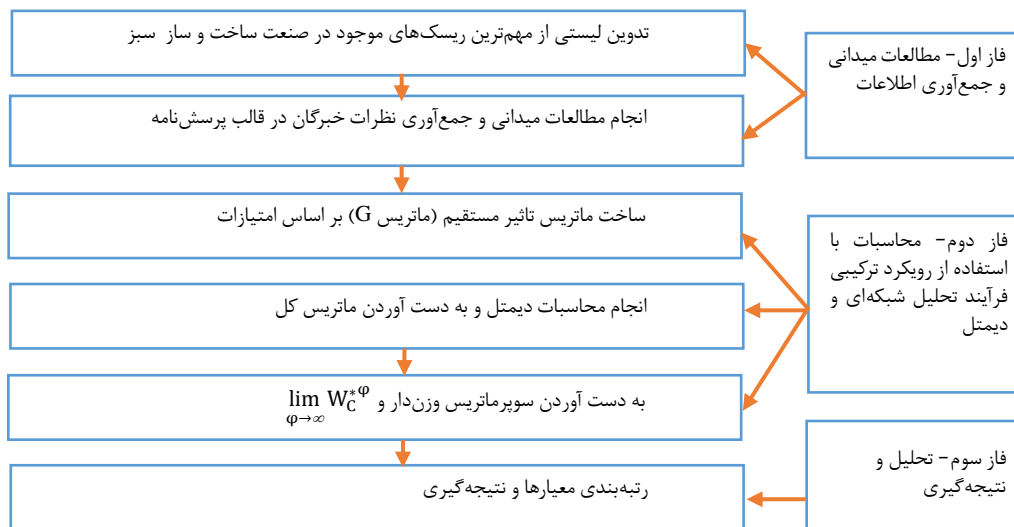 فاز اول- مطالعات میدانی
و جمع‌آوری اطلاعات
تدوین لیستی از مهم‌ترین ریسک‌های موجود در صنعت ساخت و ساز سبز
انجام مطالعات میدانی و جمع‌آوری نظرات خبرگان در قالب پرسش‌نامه
فاز دوم- محاسبات با
استفاده از رویکرد ترکیبی
فرآیند تحلیل شبکه‌ای و
دیمتل
ساخت ماتریس تاثیر مستقیم (ماتریس G) بر اساس امتیازات
انجام محاسبات دیمتل و به دست آوردن ماتریس کل
به دست آوردن سوپرماتریس وزن‌دار و lim φ→∞ W_C^*φ
فاز سوم- تحلیل و
نتیجه‌گیری
رتبه‌بندی معیارها و نتیجه‌گیری